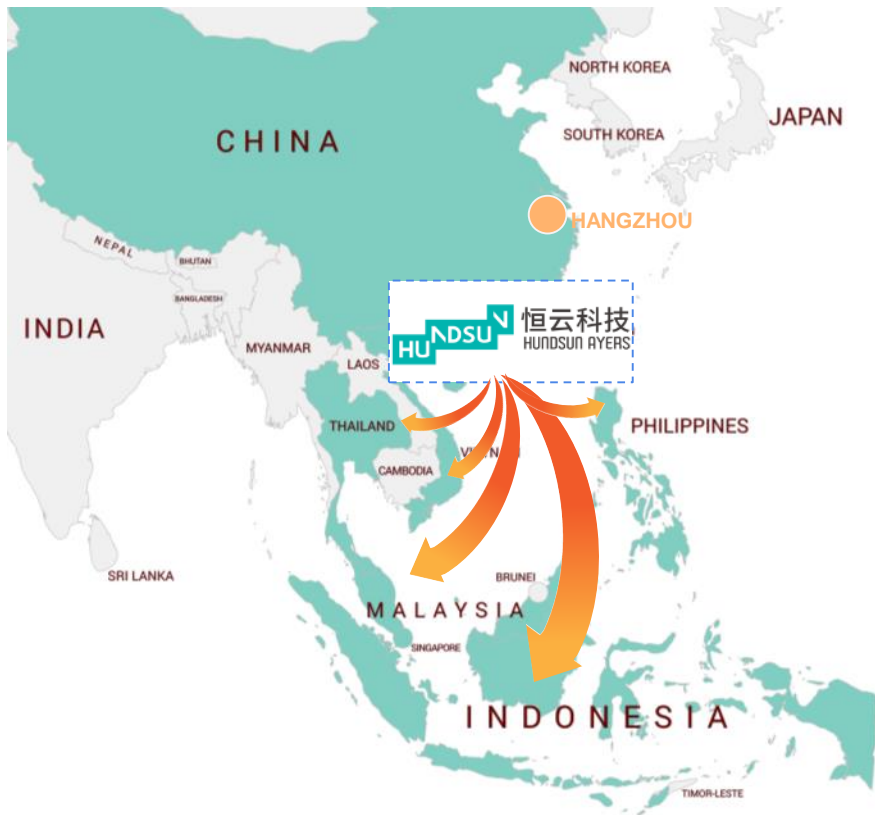 NORTH KOREA
JAPAN
SOUTH KOREA
CHINA
HANGZHOU
NEPAL
BHUTAN
BANGLADESH
INDIA
HUNDSUN
恒云科技
HUNDSUN AYERS
MYANMAR
LAOS
THAILAND
PHILIPPINES
CAMBODIA
SRI LANKA
BRUNEI
MALAYSIA
SINGAPORE
INDONESIA
TIMOR-LESTE